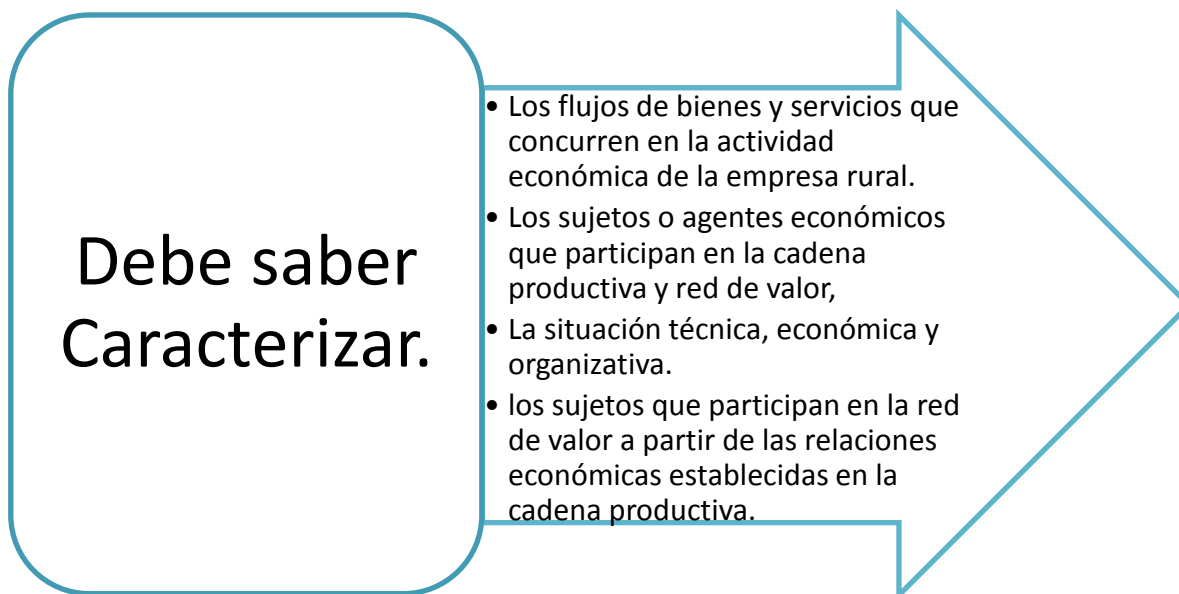 Debe saber
Caracterizar.
• Los flujos de bienes y servicios que
concurren en la actividad
económica de la empresa rural.
• Los sujetos o agentes económicos
que participan en la cadena
productiva y red de valor,
• La situación técnica, económica y
organizativa.
• los sujetos que participan en la red
de valor a partir de las relaciones
económicas establecidas en la
cadena productiva.